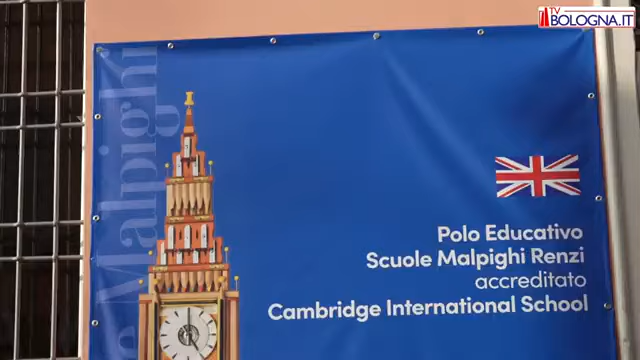 TV
BOLOGNA.IT
e Malpighi
Polo Educativo
Scuole Malpighi Renzi
accreditato
Cambridge International School